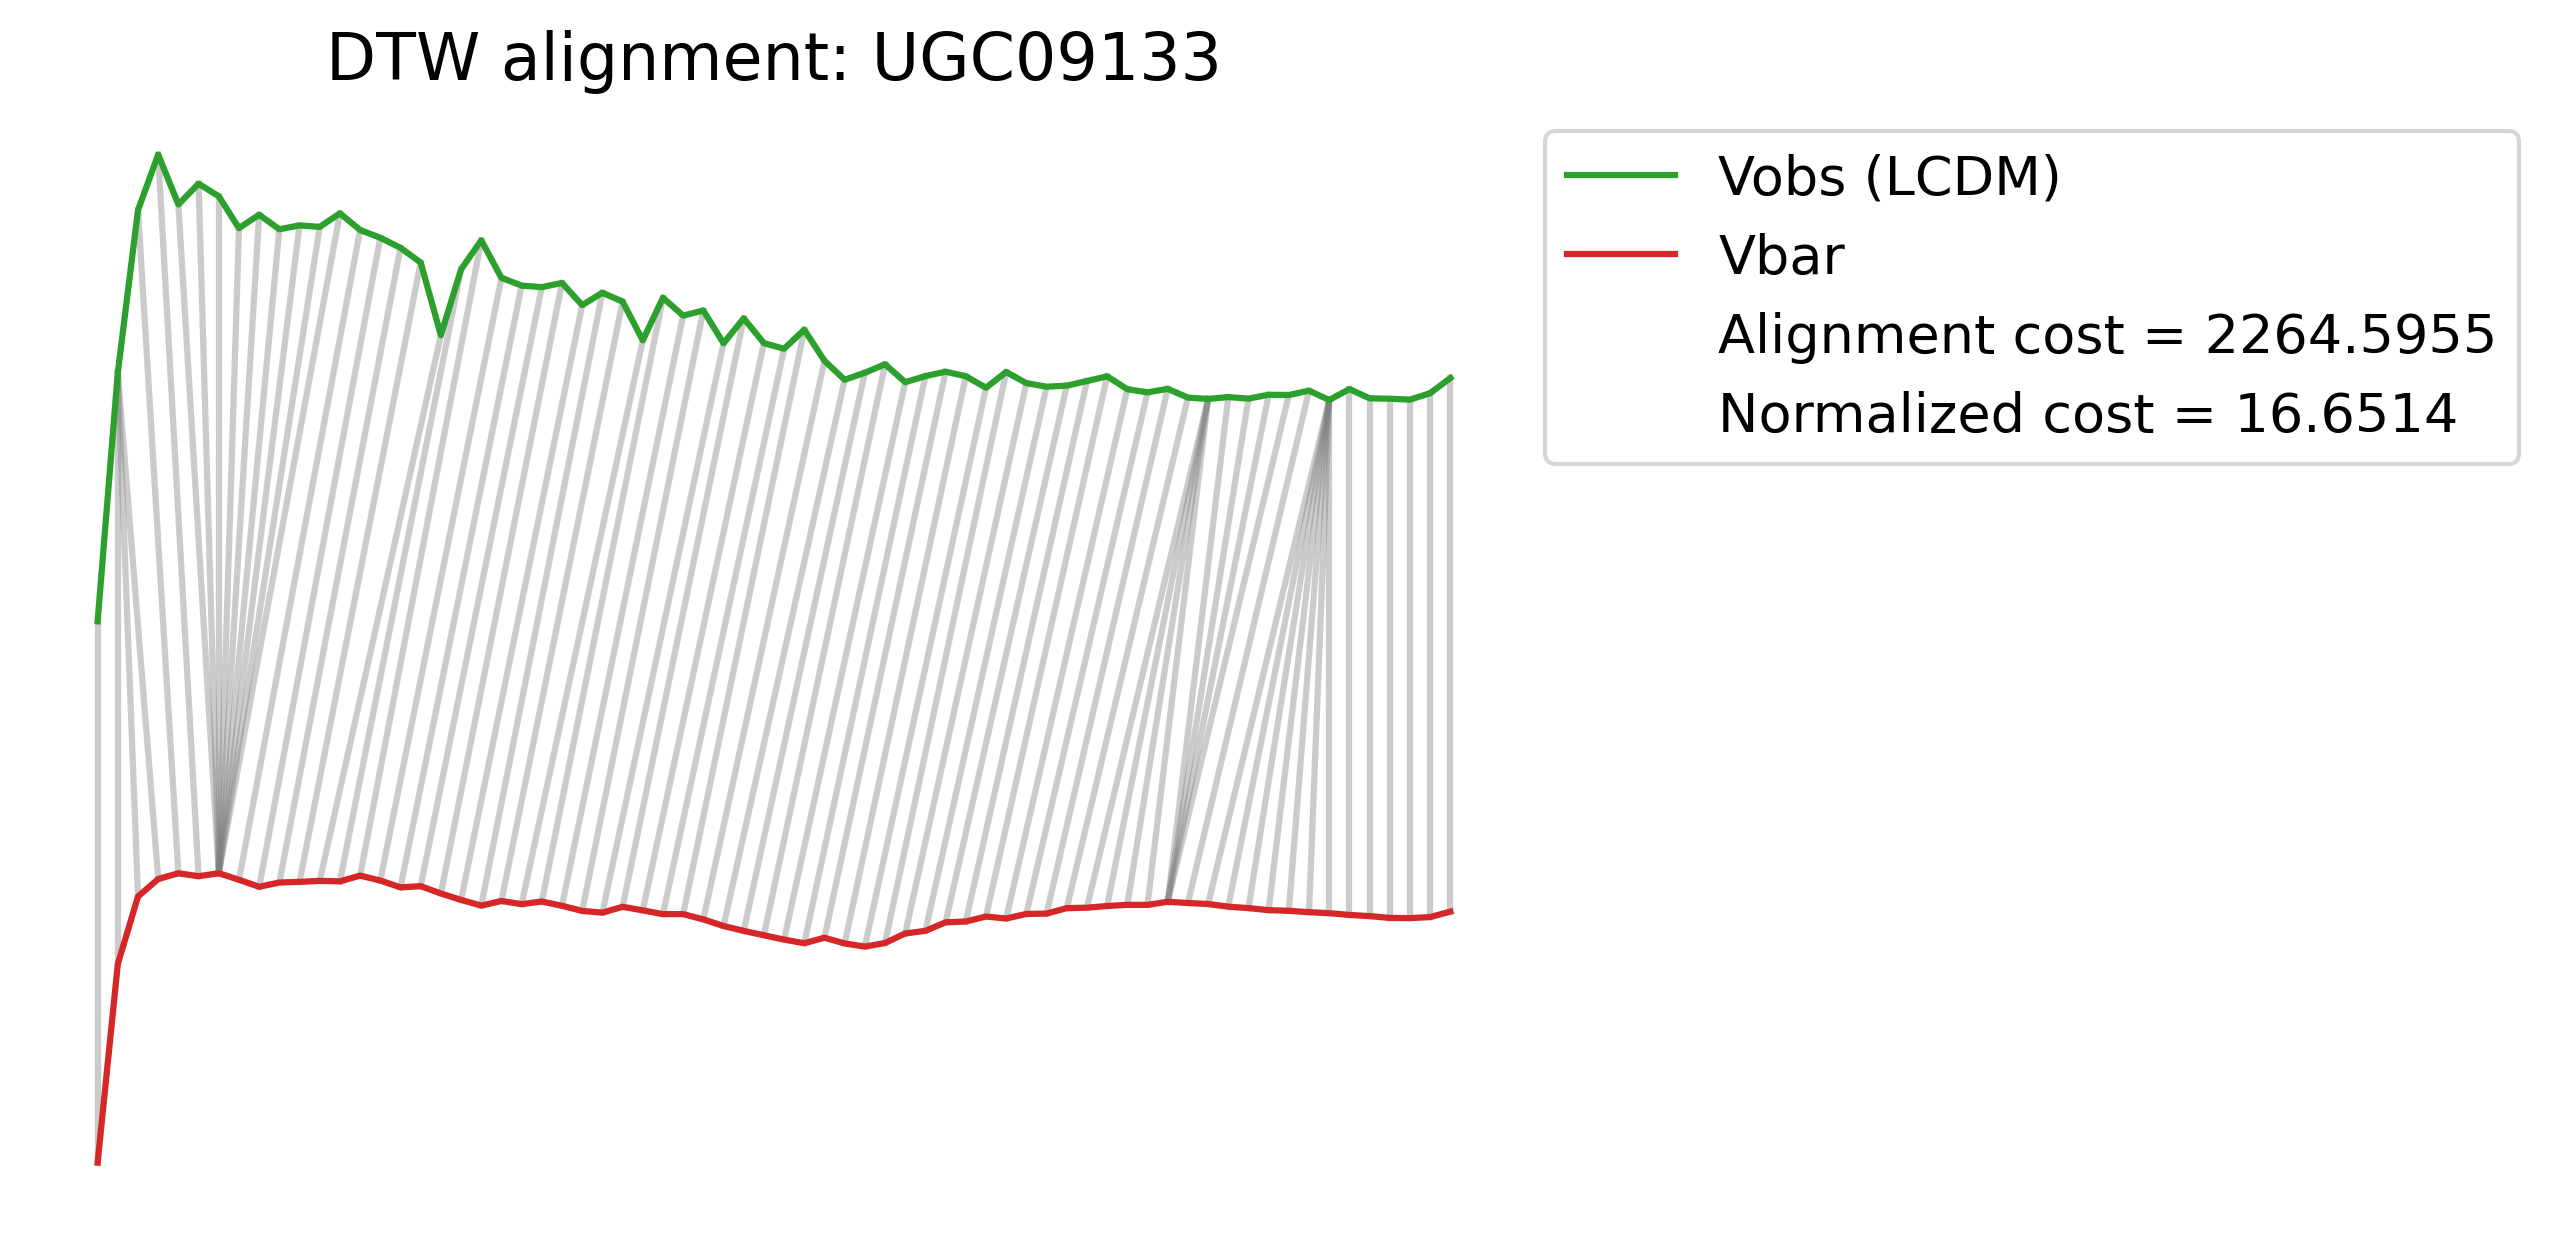 DTW alignment: UGC09133
Vobs (LCDM)
Vbar
Alignment cost = 2264.5955
Normalized cost = 16.6514